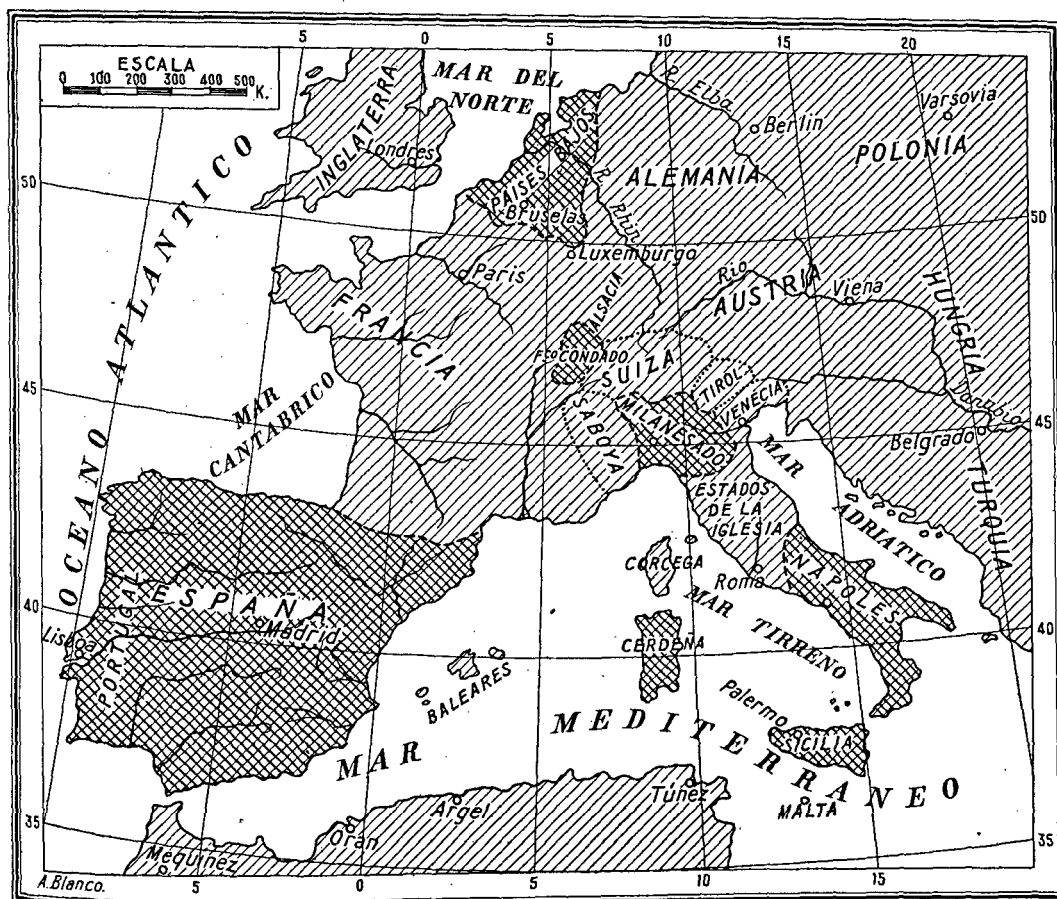 5 0 5 10 15 20
ESCALA
0 100 200 300 400 500
K.
MAR DEL
NORTE
R. Elba
Varsovia
Berlín
POLONIA
INGLATERRA
Londres
PAISES
BAJOS
Bruselas
ALEMANIA
R. Rhin
50
50
OCEANO ATLANTICO
Luxemburgo
París
Río
AUSTRIA
Viena
HUNGRIA
FRANCIA
ALSACIA
Fco CONDADO
SUIZA
TIROL
VENECIA
MILANESADO
SABOYA
45
MAR
CANTABRICO
Danubio
45
Belgrado
TURQUIA
MAR
ADRIATICO
ESTADOS
DE LA
IGLESIA
CORCEGA
Roma
NAPOLES
MAR TIRRENO
40
40
ESPAÑA
Madrid
PORTUGAL
Lisboa
CERDEÑA
BALEARES
Palermo
SICILIA
MAR MEDITERRANEO
MALTA
Túnez
Argel
Orán
Mequinez
35
35
A. Blanco.
5 0 5 10 15